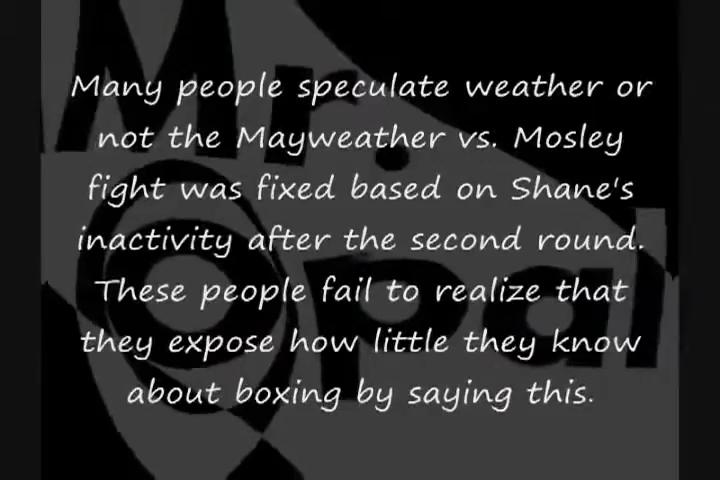 Mr.
Opal
Many people speculate weather or
not the Mayweather vs. Mosley
fight was fixed based on Shane's
inactivity after the second round.
These people fail to realize that
they expose how little they know
about boxing by saying this.